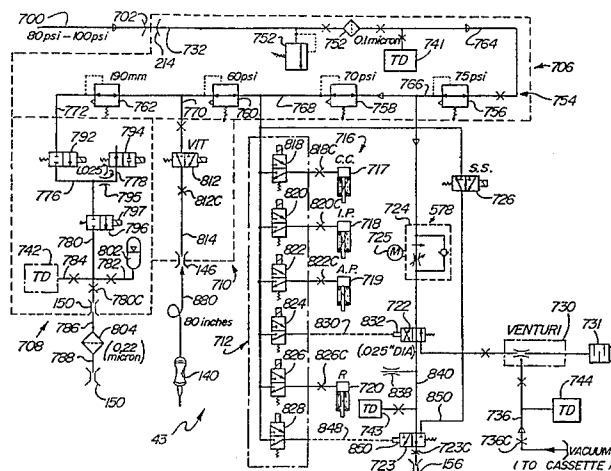 700 702 732 752 752 0.1 micron 741 TD 764 706
80psi-100psi 214
190mm 60psi 70psi 766 75psi 754
772 762 770 760 768 758 756
792 794 VIT 818 716 S.S.
(.025") 812 818C C.C. 717 726
776 778 795 812C 820 724 578
797 820C I.P. 718 725 M
780 796 814 822 822C A.P. 719
742 802 TD 784 782 146 710 824 722 730
780C 830 832 VENTURI 731
150 880 712 (.025" DIA)
708 786 804 80 inches 826 826C R 720 838 840 744 TD
(0.22 micron) 743 TD 850 736
788 140 828 848 723C 736C VACUUM
150 43 850 723 156 (TO CASSETTE)